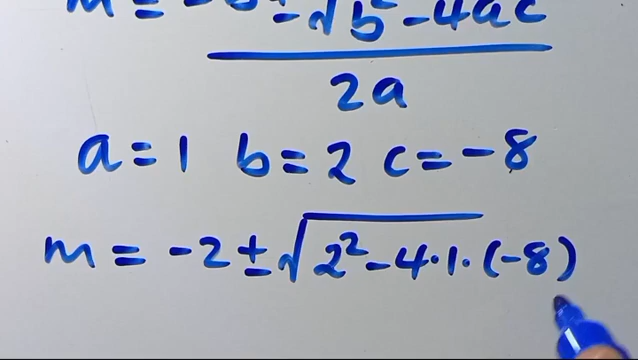 m = -b ± √b² - 4ac
2a
a = 1 b = 2 c = -8
m = -2 ± √2² - 4·1·(-8)